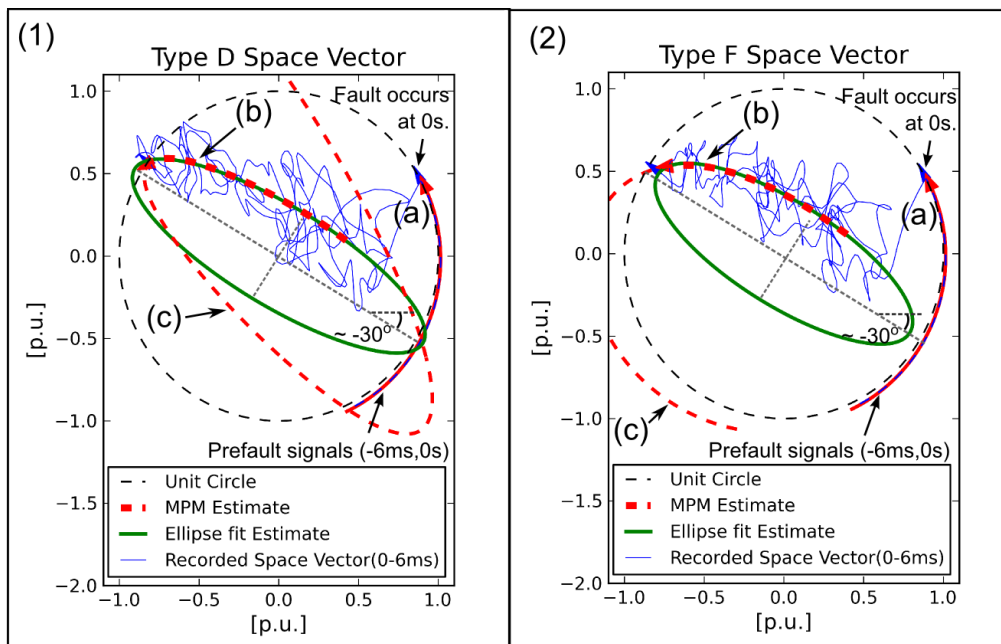 (1)
Type D Space Vector
1.0
Fault occurs
at 0s.
(b)
0.5
(a)
0.0
[p.u.]
(c)
~ -30º
−0.5
−1.0
Prefault signals (-6ms,0s)
Unit Circle
MPM Estimate
−1.5
Ellipse fit Estimate
Recorded Space Vector(0-6ms)
−2.0
−1.0 −0.5 0.0 0.5 1.0
[p.u.]
(2)
Type F Space Vector
1.0
Fault occurs
at 0s.
(b)
0.5
(a)
0.0
[p.u.]
~ -30º
−0.5
(c)
−1.0
Prefault signals (-6ms,0s)
Unit Circle
MPM Estimate
−1.5
Ellipse fit Estimate
Recorded Space Vector(0-6ms)
−2.0
−1.0 −0.5 0.0 0.5 1.0
[p.u.]